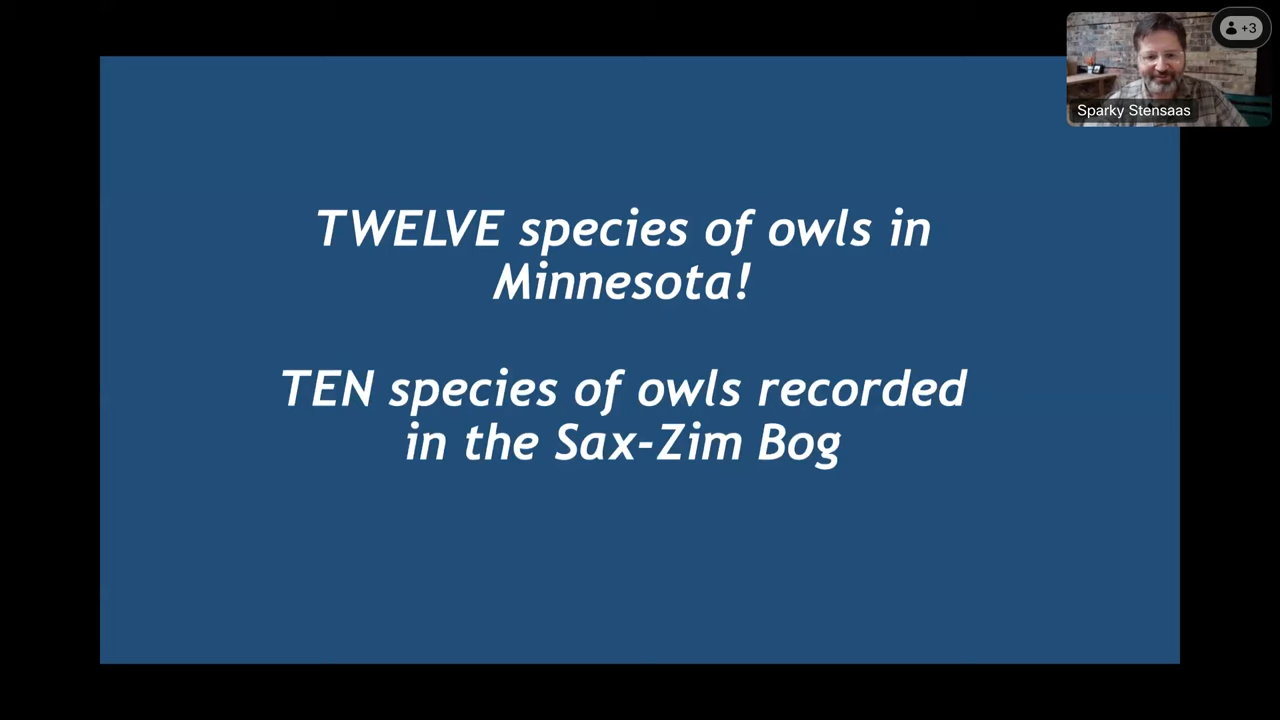 +3
Sparky Stensaas
TWELVE species of owls in
Minnesota!
TEN species of owls recorded
in the Sax-Zim Bog